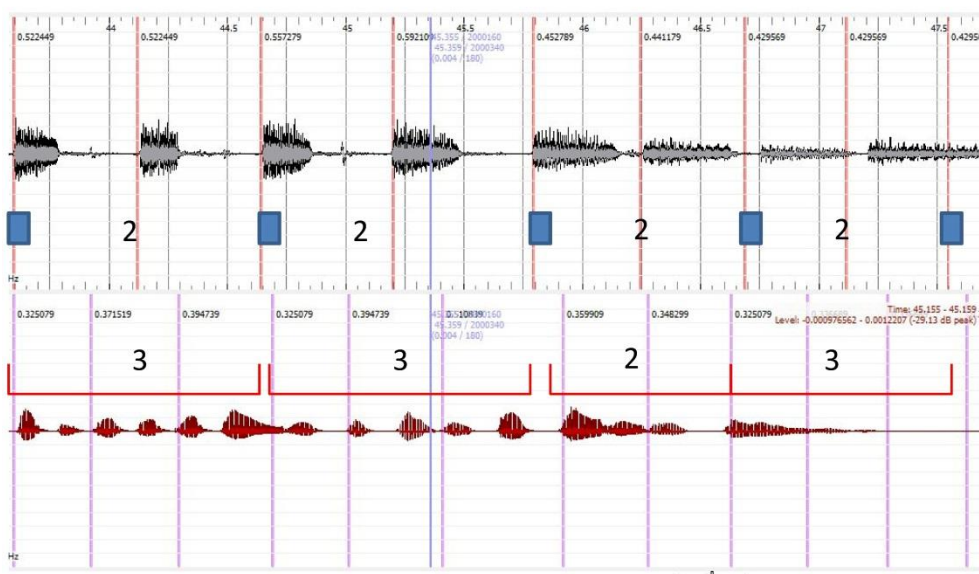 44 44.5 45 45.5 46 46.5 47 47.5
0.522449 0.522449 0.557279 0.592109 0.452789 0.441179 0.429569 0.429569 0.4295
45.355 / 2000160
45.359 / 2000340
(0.004 / 180)
2 2 2 2
Hz
Time: 45.155 - 45.159
0.325079 0.371519 0.394739 0.325079 0.394739 0.359909 0.348299 0.325079
Level: -0.000976562 - 0.0012207 (-29.13 dB peak)
45.359 / 2000340
(0.004 / 180)
3 3 2 3
Hz